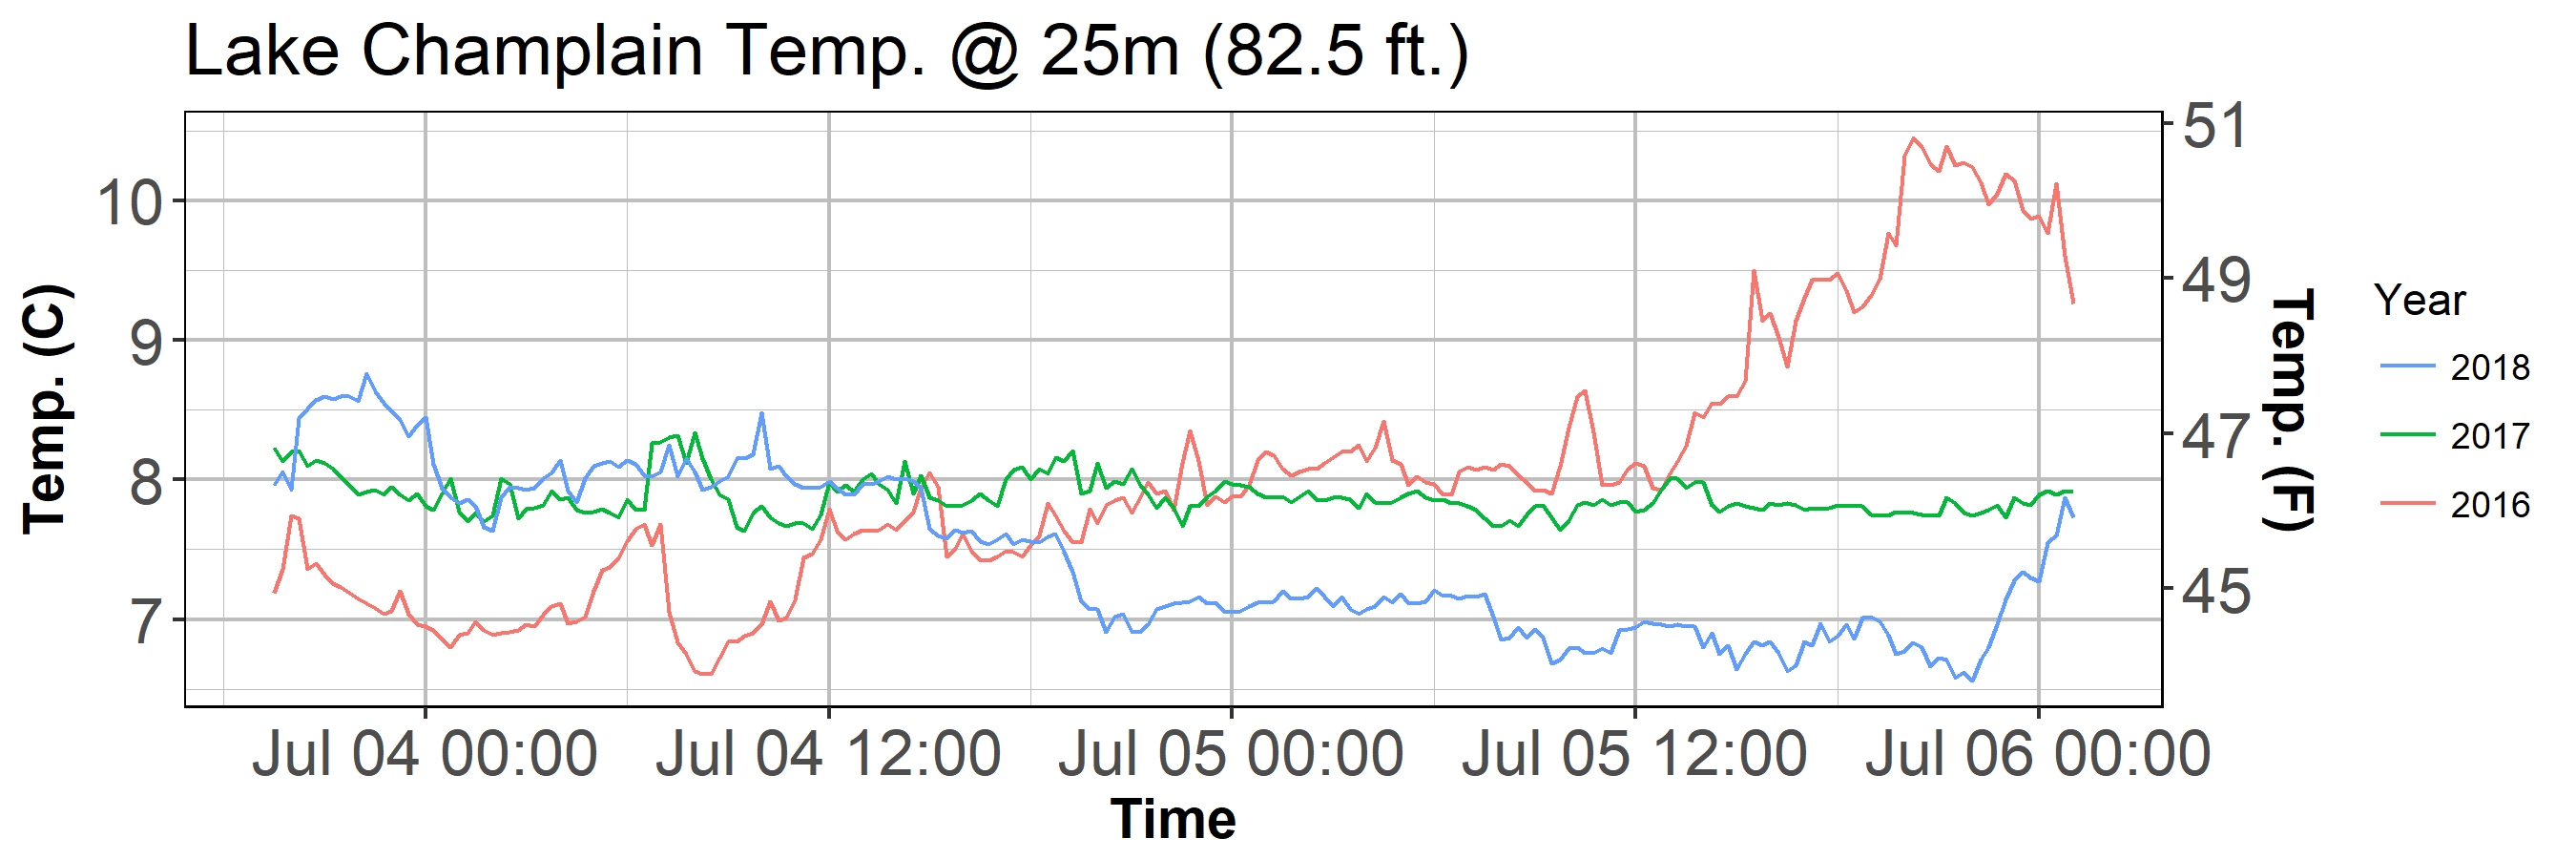 Lake Champlain Temp. @ 25m (82.5 ft.)
Temp. (C)
10
9
8
7
51
49
47
45
Temp. (F)
Jul 04 00:00
Jul 04 12:00
Jul 05 00:00
Jul 05 12:00
Jul 06 00:00
Time
Year
2018
2017
2016